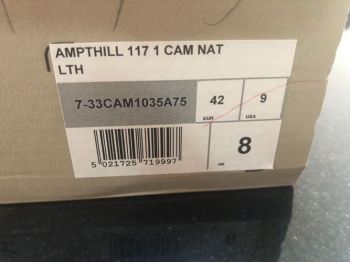 AMPTHILL 117 1 CAM NAT
LTH
7-33CAM1035A75
42
EUR.
9
USA
5 021725 719997
UK
8